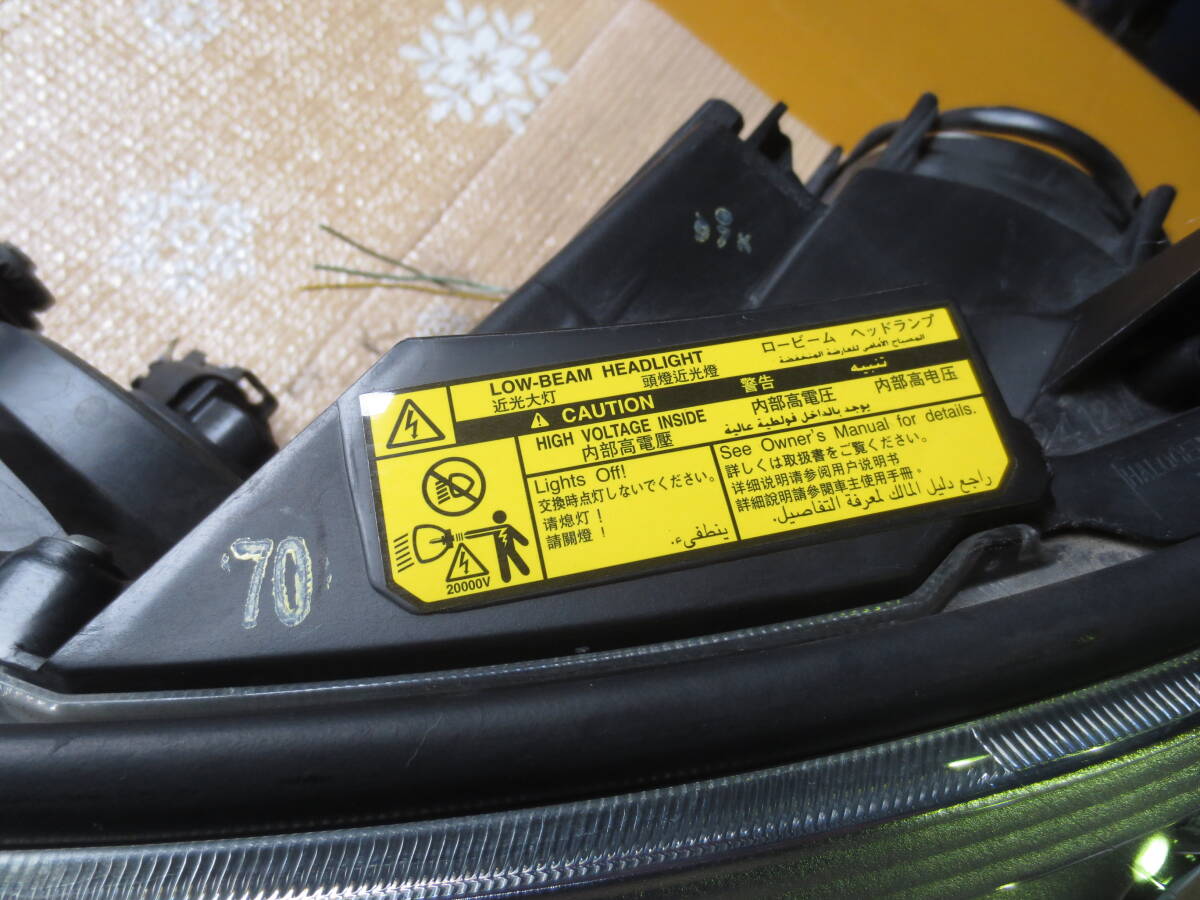 LOW-BEAM HEADLIGHT ロービーム ヘッドランプ
近光大灯 頭燈近光燈 المصباح الأمامي للعارضة المنخفضة
CAUTION 警告 تنبيه
HIGH VOLTAGE INSIDE 内部高電圧 内部高电压
内部高電壓 يوجد بالداخل فولطية عالية
Lights Off!
交換時点灯しないでください。
请熄灯！
請關燈！ ينطفيء.
See Owner's Manual for details.
詳しくは取扱書をご覧ください。
详细说明请参阅用户说明书
詳細說明請參閱車主使用手冊。
راجع دليل المالك لمعرفة التفاصيل.
20000V
70